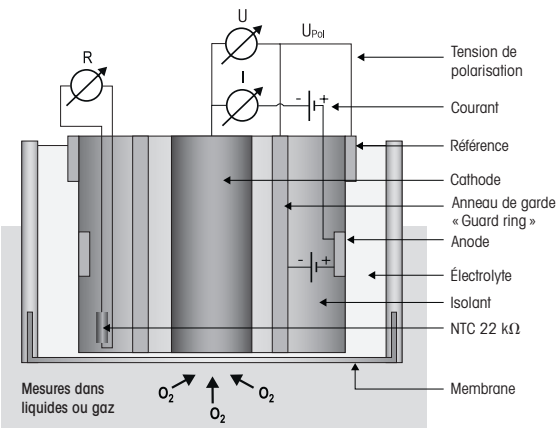 U
U_Pol
R
I
- +
Tension de
polarisation
Courant
Référence
Cathode
Anneau de garde
« Guard ring »
Anode
- +
Électrolyte
Isolant
NTC 22 kΩ
Membrane
Mesures dans
liquides ou gaz
O₂ O₂
O₂